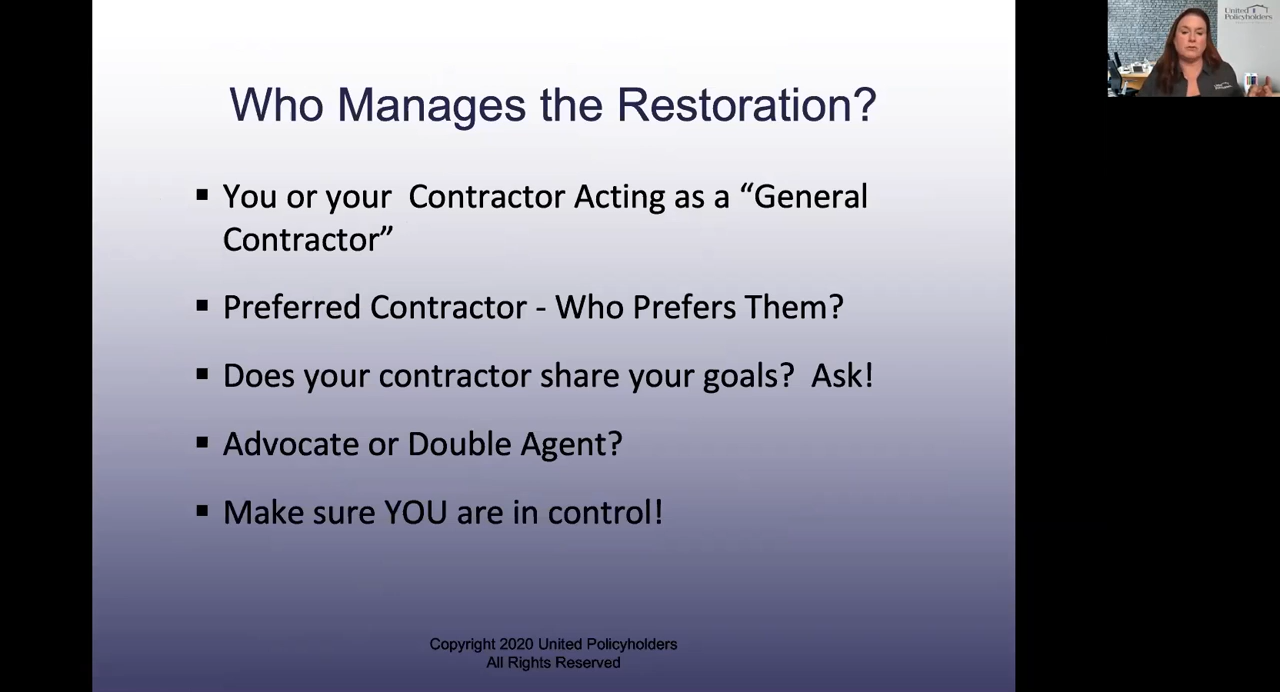 Who Manages the Restoration?
▪ You or your  Contractor Acting as a “General
Contractor”
▪ Preferred Contractor - Who Prefers Them?
▪ Does your contractor share your goals?  Ask!
▪ Advocate or Double Agent?
▪ Make sure YOU are in control!
Copyright 2020 United Policyholders
All Rights Reserved
United
Policyholders